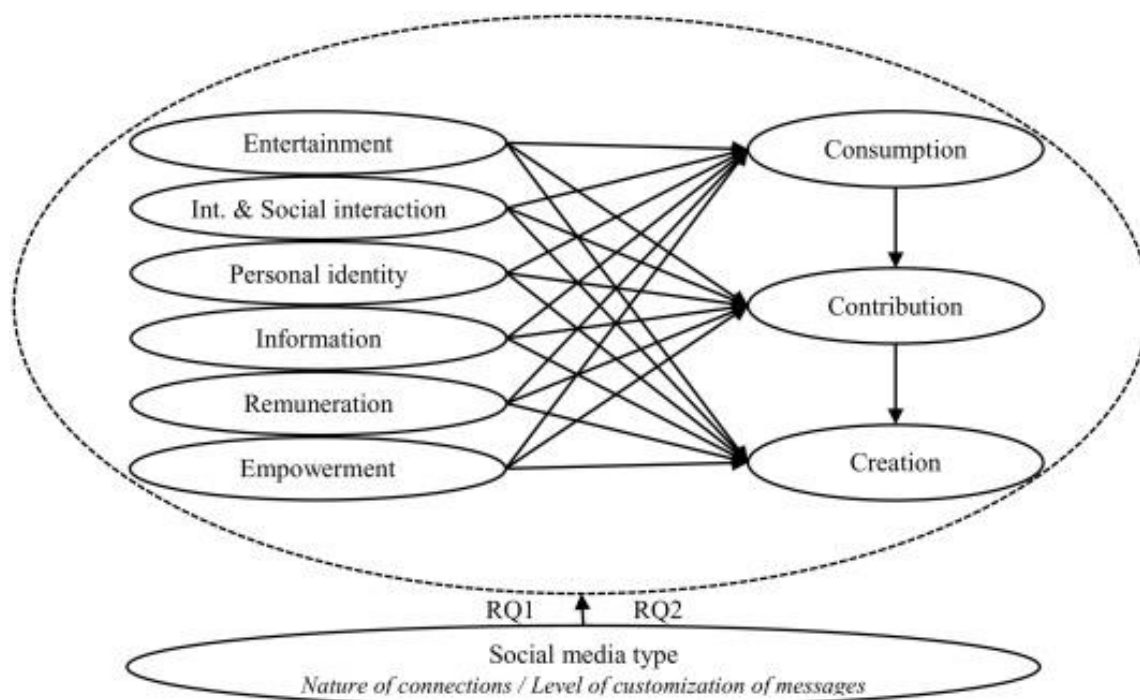 Entertainment
Int. & Social interaction
Personal identity
Information
Remuneration
Empowerment
Consumption
Contribution
Creation
RQ1 RQ2
Social media type
Nature of connections / Level of customization of messages